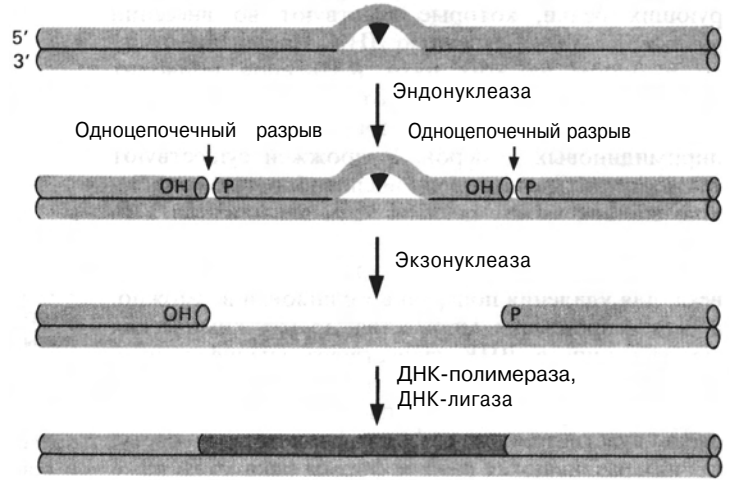 5′
3′
Эндонуклеаза
Одноцепочечный разрыв
Одноцепочечный разрыв
OH P
OH P
Экзонуклеаза
OH
P
ДНК-полимераза,
ДНК-лигаза